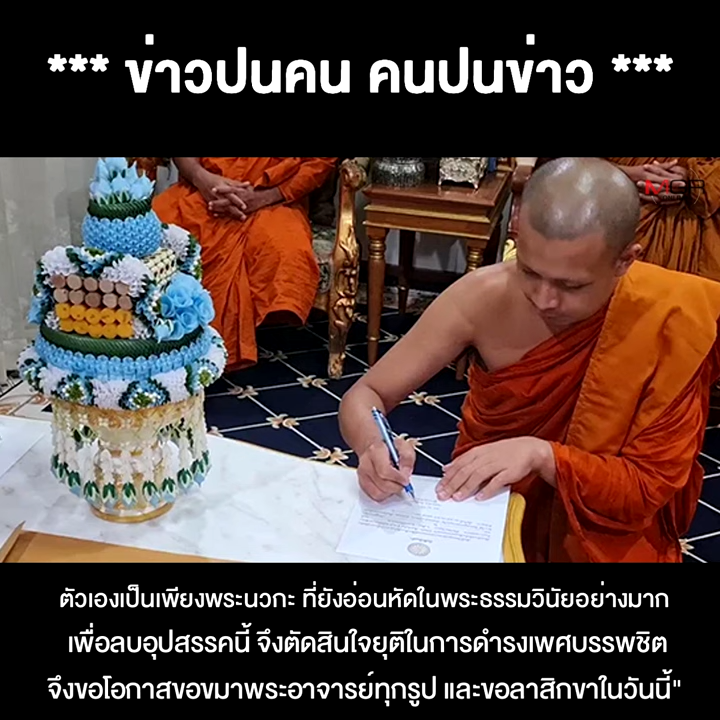 *** ข่าวปนคน คนปนข่าว ***
MGR
ตัวเองเป็นเพียงพระนวกะ ที่ยังอ่อนหัดในพระธรรมวินัยอย่างมาก
เพื่อลบอุปสรรคนี้ จึงตัดสินใจยุติในการดำรงเพศบรรพชิต
จึงขอโอกาสขอขมาพระอาจารย์ทุกรูป และขอลาสิกขาในวันนี้"